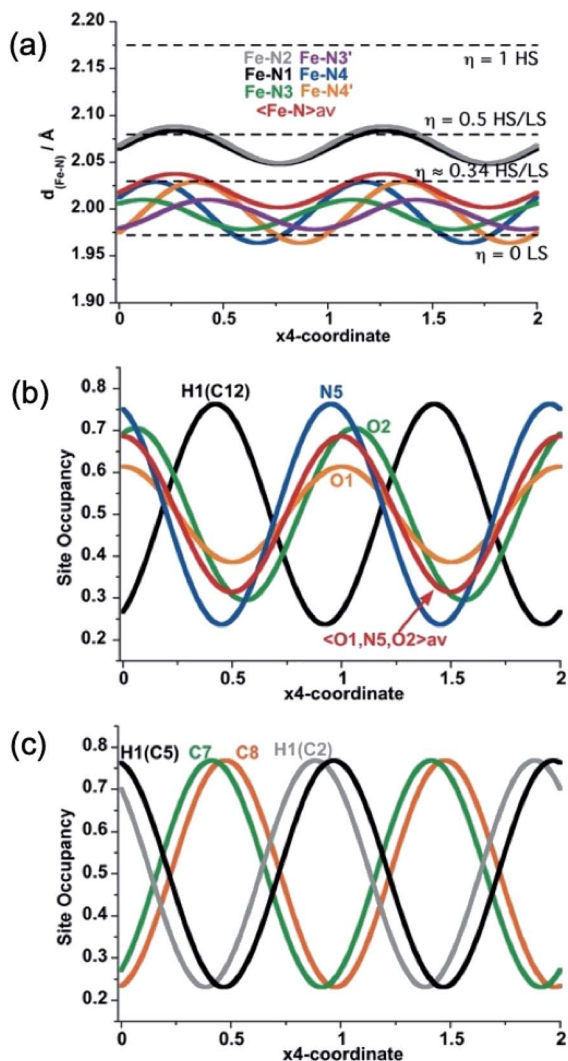 (a)
2.20
2.15
2.10
2.05
2.00
1.95
1.90
d(Fe-N) / Å
Fe-N2 Fe-N3'
Fe-N1 Fe-N4
Fe-N3 Fe-N4'
<Fe-N>av
η = 1 HS
η = 0.5 HS/LS
η ≈ 0.34 HS/LS
η = 0 LS
0 0.5 1 1.5 2
x4-coordinate
(b)
0.8
0.7
0.6
0.5
0.4
0.3
0.2
Site Occupancy
H1(C12) N5
O2
O1
<O1,N5,O2>av
0 0.5 1 1.5 2
x4-coordinate
(c)
0.8
0.7
0.6
0.5
0.4
0.3
0.2
Site Occupancy
H1(C5) C7 C8 H1(C2)
0 0.5 1 1.5 2
x4-coordinate